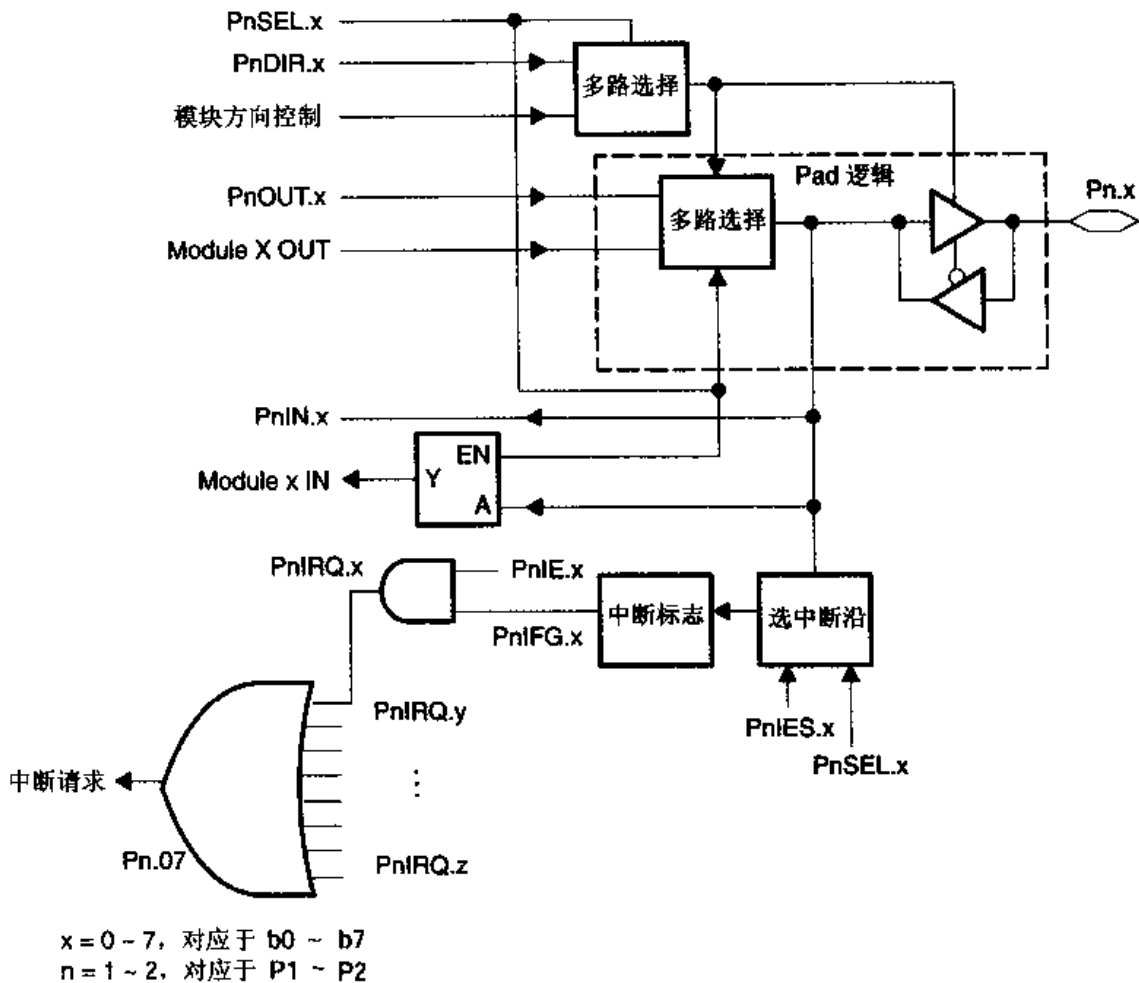 PnSEL.x
PnDIR.x
多路选择
模块方向控制
Pad 逻辑
PnOUT.x
多路选择
Pn.x
Module X OUT
PnIN.x
EN
Module x IN
Y
A
PnIRQ.x
PnIE.x
中断标志
选中断沿
PnIFG.x
PnIRQ.y
PnIES.x
PnSEL.x
中断请求
⋮
Pn.07
PnIRQ.z
x = 0 ~ 7, 对应于 b0 ~ b7
n = 1 ~ 2, 对应于 P1 ~ P2